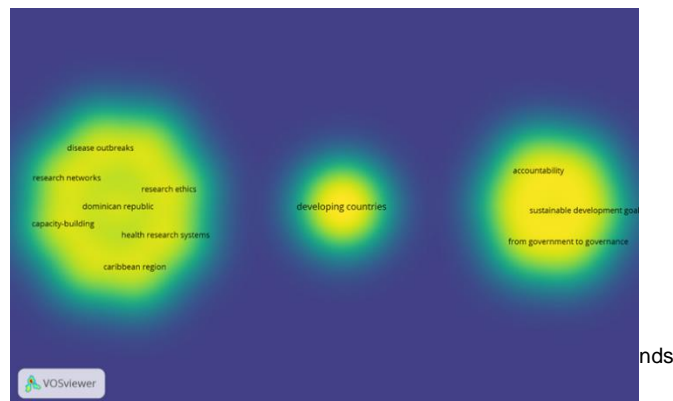 disease outbreaks
research networks
research ethics
dominican republic
capacity-building
health research systems
caribbean region
developing countries
accountability
sustainable development goal
from government to governance
nds
VOSviewer